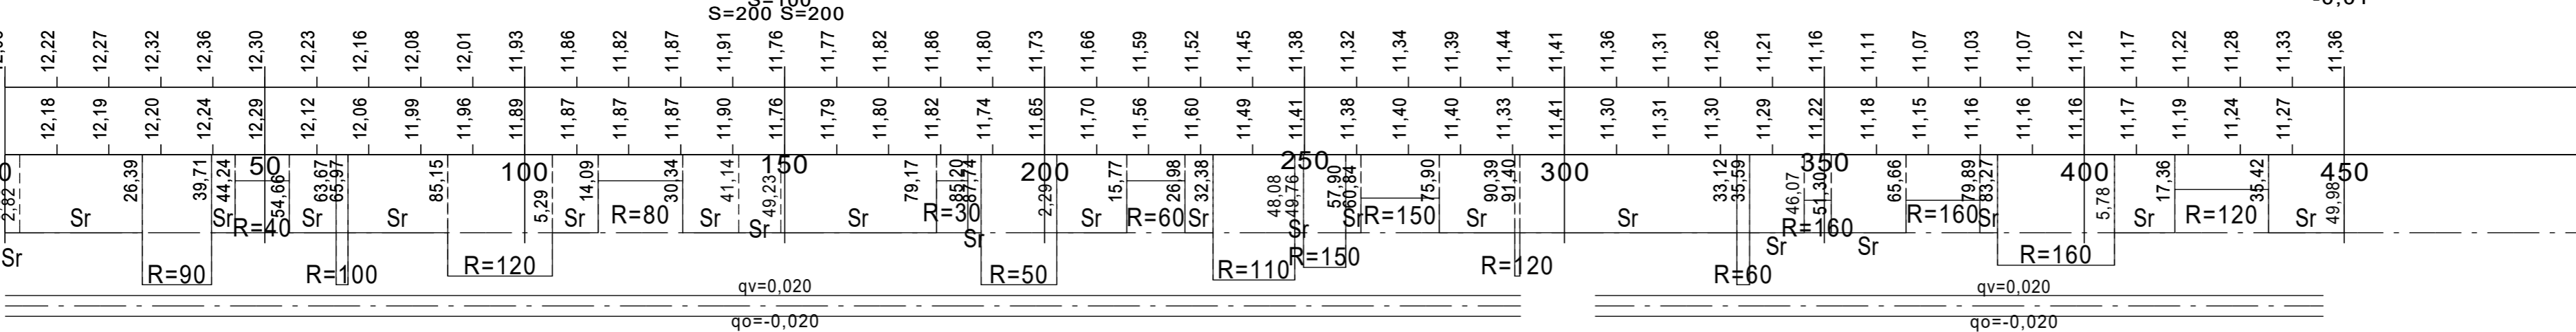 S=100
S=200 S=200
12,22 12,27 12,32 12,36 12,30 12,23 12,16 12,08 12,01 11,93 11,86 11,82 11,87 11,91 11,76 11,77 11,82 11,86 11,80 11,73 11,66 11,59 11,52 11,45 11,38 11,32 11,34 11,39 11,44 11,41 11,36 11,31 11,26 11,21 11,16 11,11 11,07 11,03 11,07 11,12 11,17 11,22 11,28 11,33 11,36
12,18 12,19 12,20 12,24 12,29 12,12 12,06 11,99 11,96 11,89 11,87 11,87 11,87 11,90 11,76 11,79 11,80 11,82 11,74 11,65 11,70 11,56 11,60 11,49 11,41 11,38 11,40 11,40 11,33 11,41 11,30 11,31 11,30 11,29 11,22 11,18 11,15 11,16 11,16 11,16 11,17 11,19 11,24 11,27
0 50 100 150 200 250 300 350 400 450
2,82 26,39 39,71 44,24 54,66 63,67 65,97 85,15 5,29 14,09 30,34 41,14 49,23 79,17 85,20 87,74 2,29 15,77 26,98 32,38 48,08 49,76 57,90 60,84 75,90 90,39 91,40 33,12 35,59 46,07 51,30 65,66 79,89 83,27 5,78 17,36 35,42 49,98
Sr Sr Sr R=40 Sr Sr Sr R=80 Sr Sr Sr R=30 Sr Sr R=60 Sr Sr Sr R=150 Sr Sr Sr R=160 Sr R=160 Sr Sr R=120 Sr
Sr R=90 R=100 R=120 R=50 R=110 R=150 R=120 R=60 R=160
qv=0,020 qv=0,020
qo=-0,020 qo=-0,020